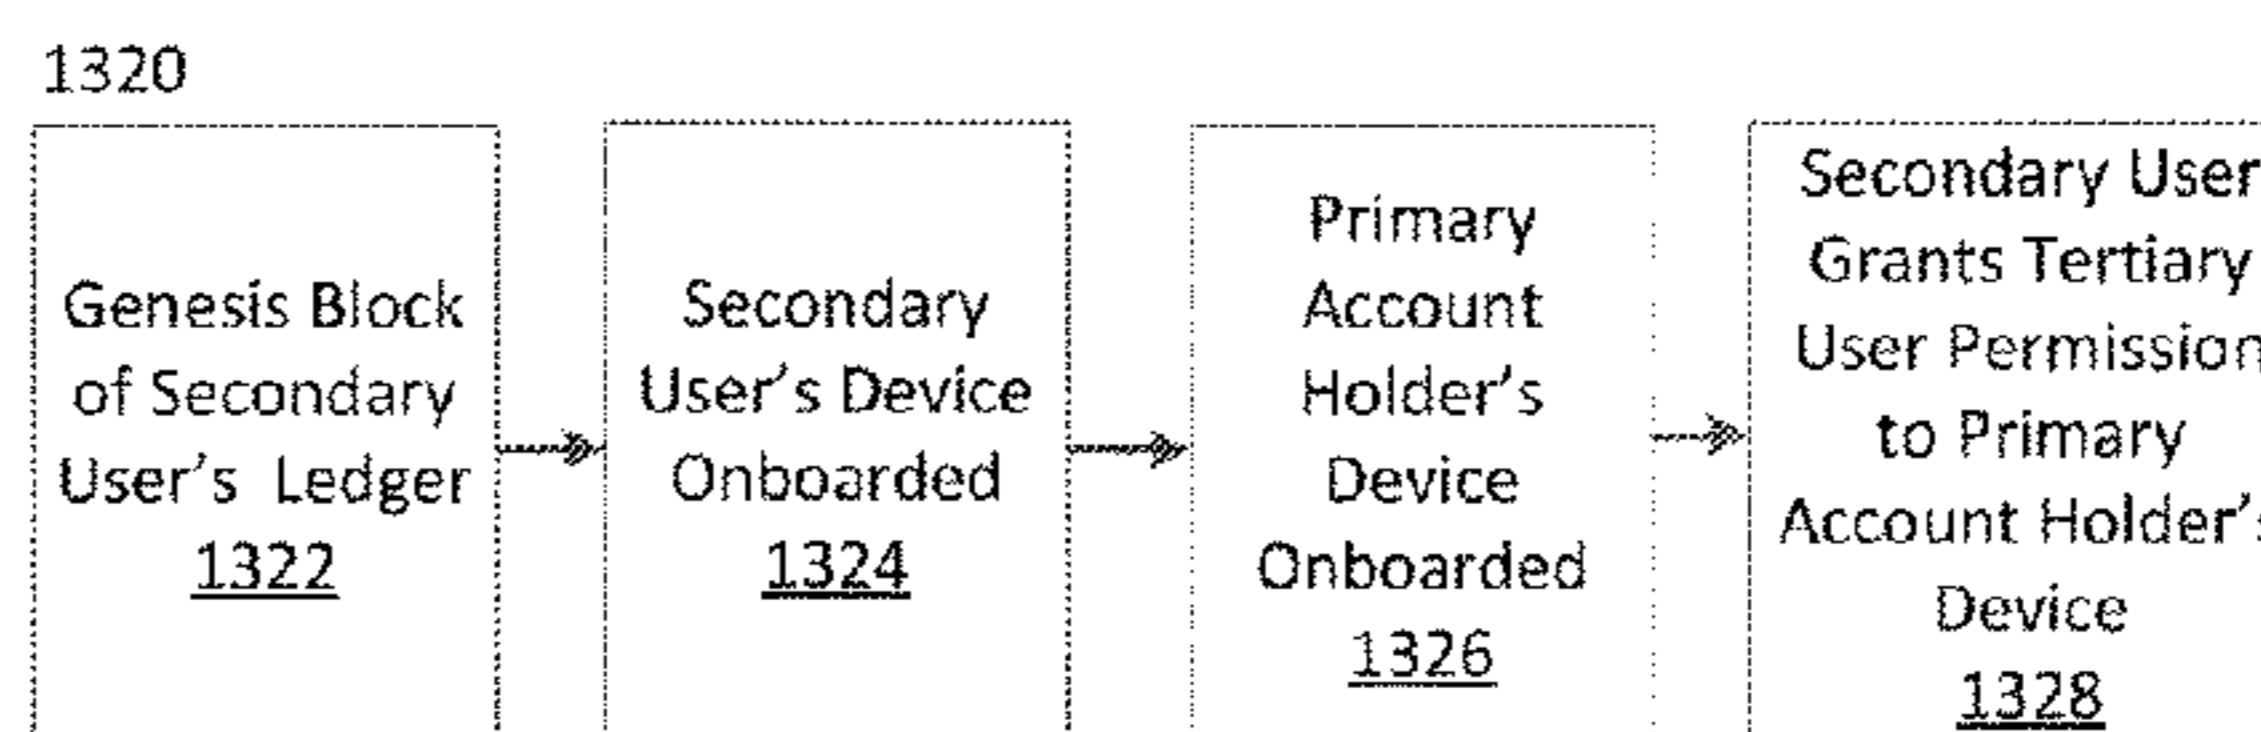 1320
Genesis Block
of Secondary
User's Ledger
1322
Secondary
User's Device
Onboarded
1324
Primary
Account
Holder's
Device
Onboarded
1326
Secondary User
Grants Tertiary
User Permission
to Primary
Account Holder's
Device
1328